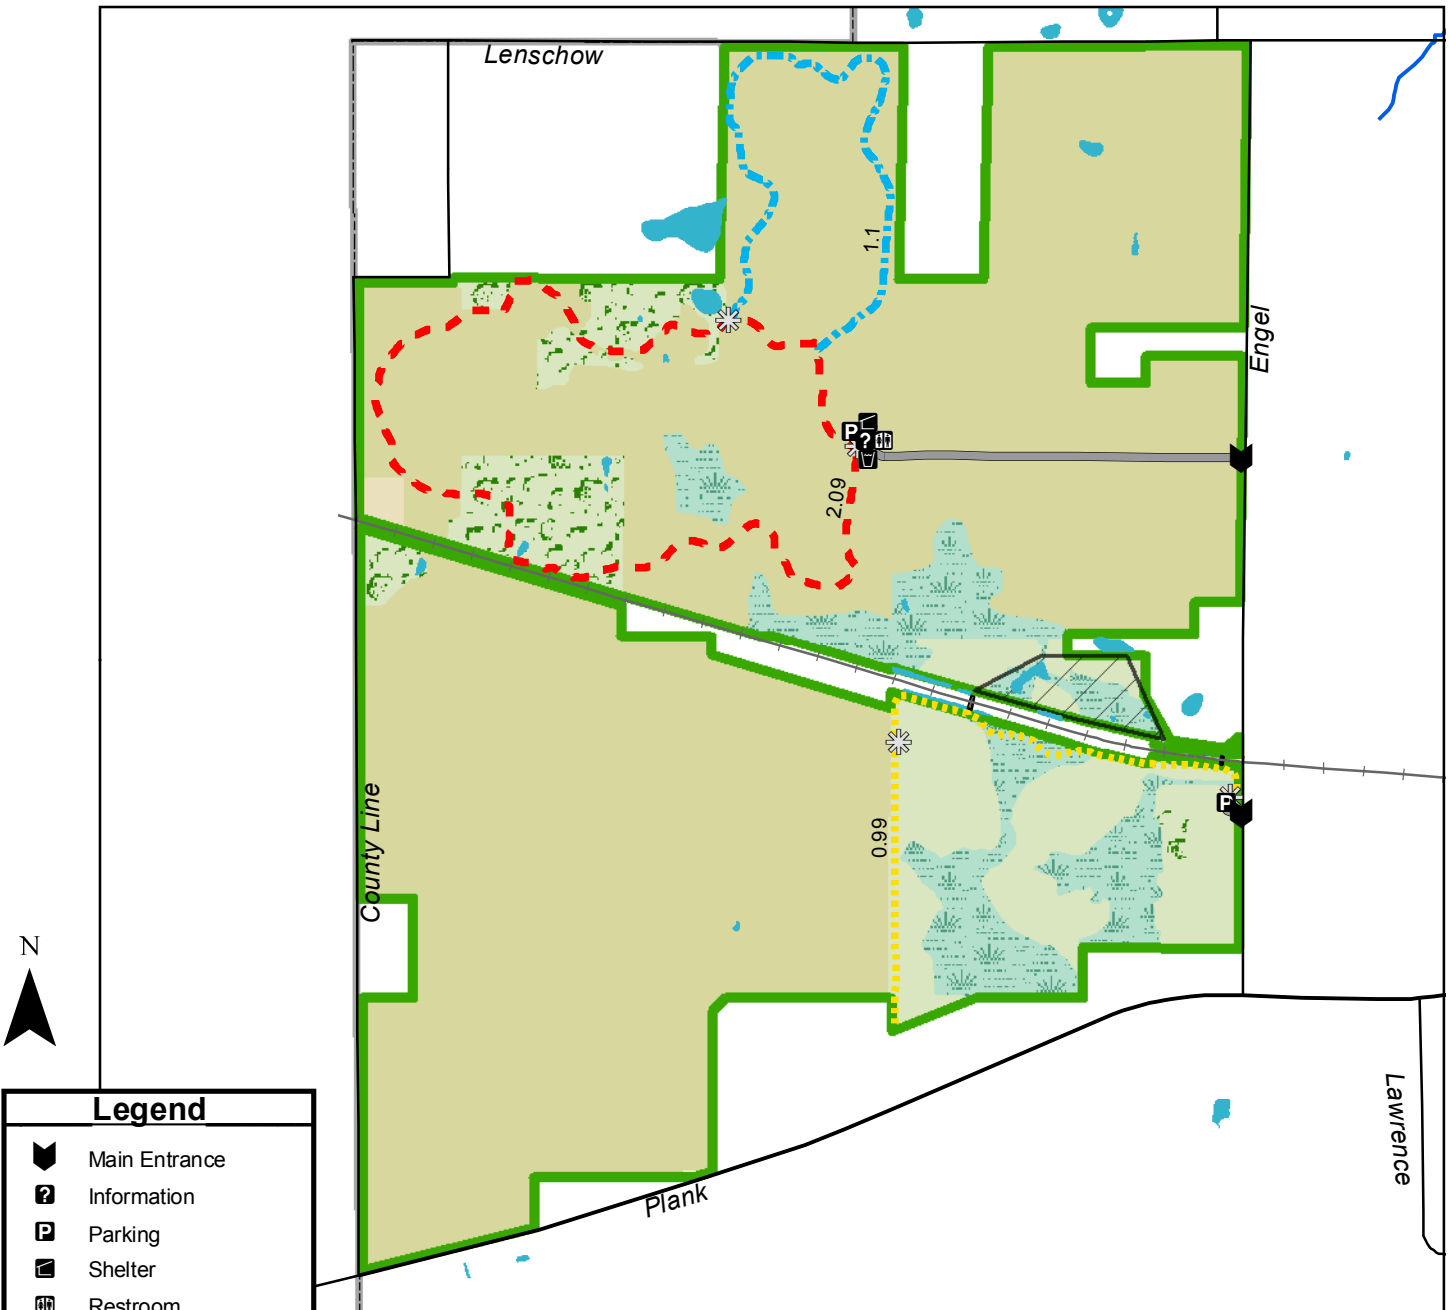 Lenschow
1.1
Engel
P
?
2.09
P
0.99
County Line
N
Lawrence
Plank
Legend
Main Entrance
? Information
P Parking
Shelter
Restroom